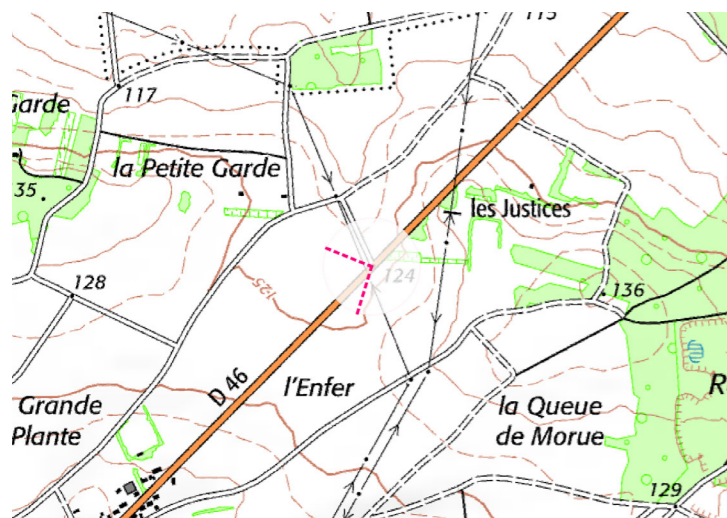 115
117
Garde
la Petite Garde
35
les Justices
124
125
128
136
D 46
l'Enfer
Grande
Plante
la Queue
de Morue
R
129